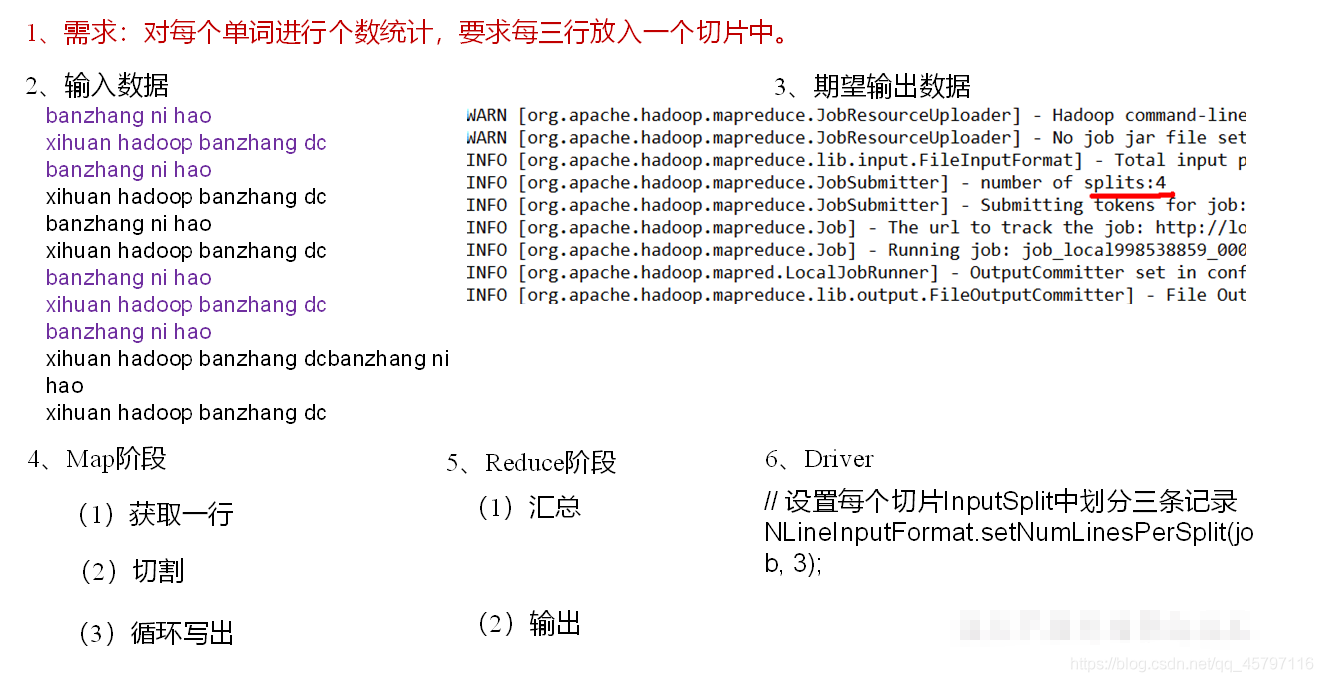 1、需求：对每个单词进行个数统计，要求每三行放入一个切片中。
2、输入数据
banzhang ni hao
xihuan hadoop banzhang dc
banzhang ni hao
xihuan hadoop banzhang dc
banzhang ni hao
xihuan hadoop banzhang dc
banzhang ni hao
xihuan hadoop banzhang dc
banzhang ni hao
xihuan hadoop banzhang dcbanzhang ni
hao
xihuan hadoop banzhang dc
3、期望输出数据
WARN [org.apache.hadoop.mapreduce.JobResourceUploader] - Hadoop command-line
WARN [org.apache.hadoop.mapreduce.JobResourceUploader] - No job jar file set
INFO [org.apache.hadoop.mapreduce.lib.input.FileInputFormat] - Total input p
INFO [org.apache.hadoop.mapreduce.JobSubmitter] - number of splits:4
INFO [org.apache.hadoop.mapreduce.JobSubmitter] - Submitting tokens for job:
INFO [org.apache.hadoop.mapreduce.Job] - The url to track the job: http://lo
INFO [org.apache.hadoop.mapreduce.Job] - Running job: job_local998538859_000
INFO [org.apache.hadoop.mapred.LocalJobRunner] - OutputCommitter set in conf
INFO [org.apache.hadoop.mapreduce.lib.output.FileOutputCommitter] - File Out
4、Map阶段
（1）获取一行
（2）切割
（3）循环写出
5、Reduce阶段
（1）汇总
（2）输出
6、Driver
// 设置每个切片InputSplit中划分三条记录
NLineInputFormat.setNumLinesPerSplit(jo
b, 3);
https://blog.csdn.net/qq_45797116